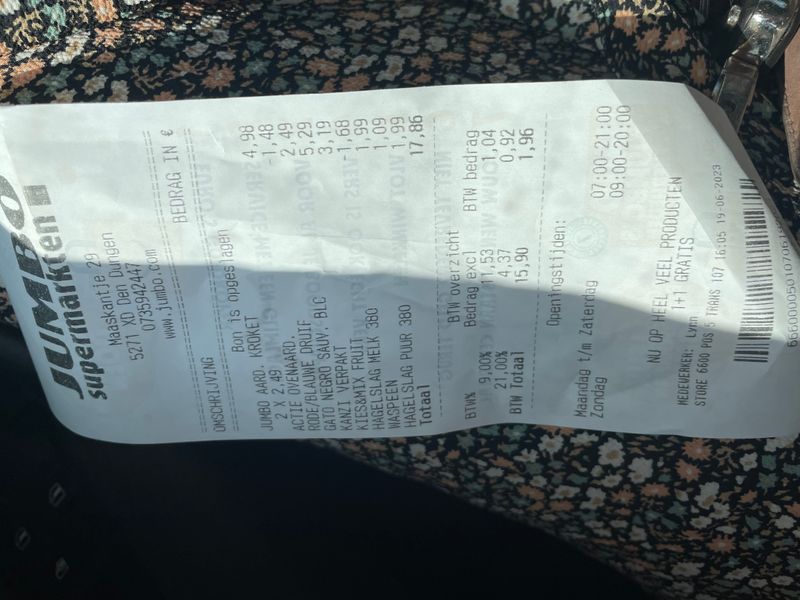 JUMBO
supermarkten
Maaskantje 29
5271 XD Den Dungen
0735942447
www.jumbo.com
OMSCHRIJVING BEDRAG IN €
Bon is opgeslagen
JUMBO AARD. KROKET
2 X 2,49 4,98
ACTIE OVENAARD. -1,48
RODE/BLAUWE DRUIF 2,49
GATO NEGRO SAUV. BLC 5,29
KANZI VERPAKT 3,19
KIES&MIX FRUIT -1,68
HAGELSLAG MELK 380 1,99
WASPEEN 1,09
HAGELSLAG PUUR 380 1,99
Totaal 17,86
BTW overzicht
BTW% Bedrag excl BTW bedrag
9,00% 11,53 1,04
21,00% 4,37 0,92
BTW Totaal 15,90 1,96
Openingstijden:
Maandag t/m Zaterdag 07:00-21:00
Zondag 09:00-20:00
NU OP HEEL VEEL PRODUCTEN
1+1 GRATIS
MEDEWERKER: Lynn
STORE 6600 POS 5 TRANS 107 16:05 19-06-2023